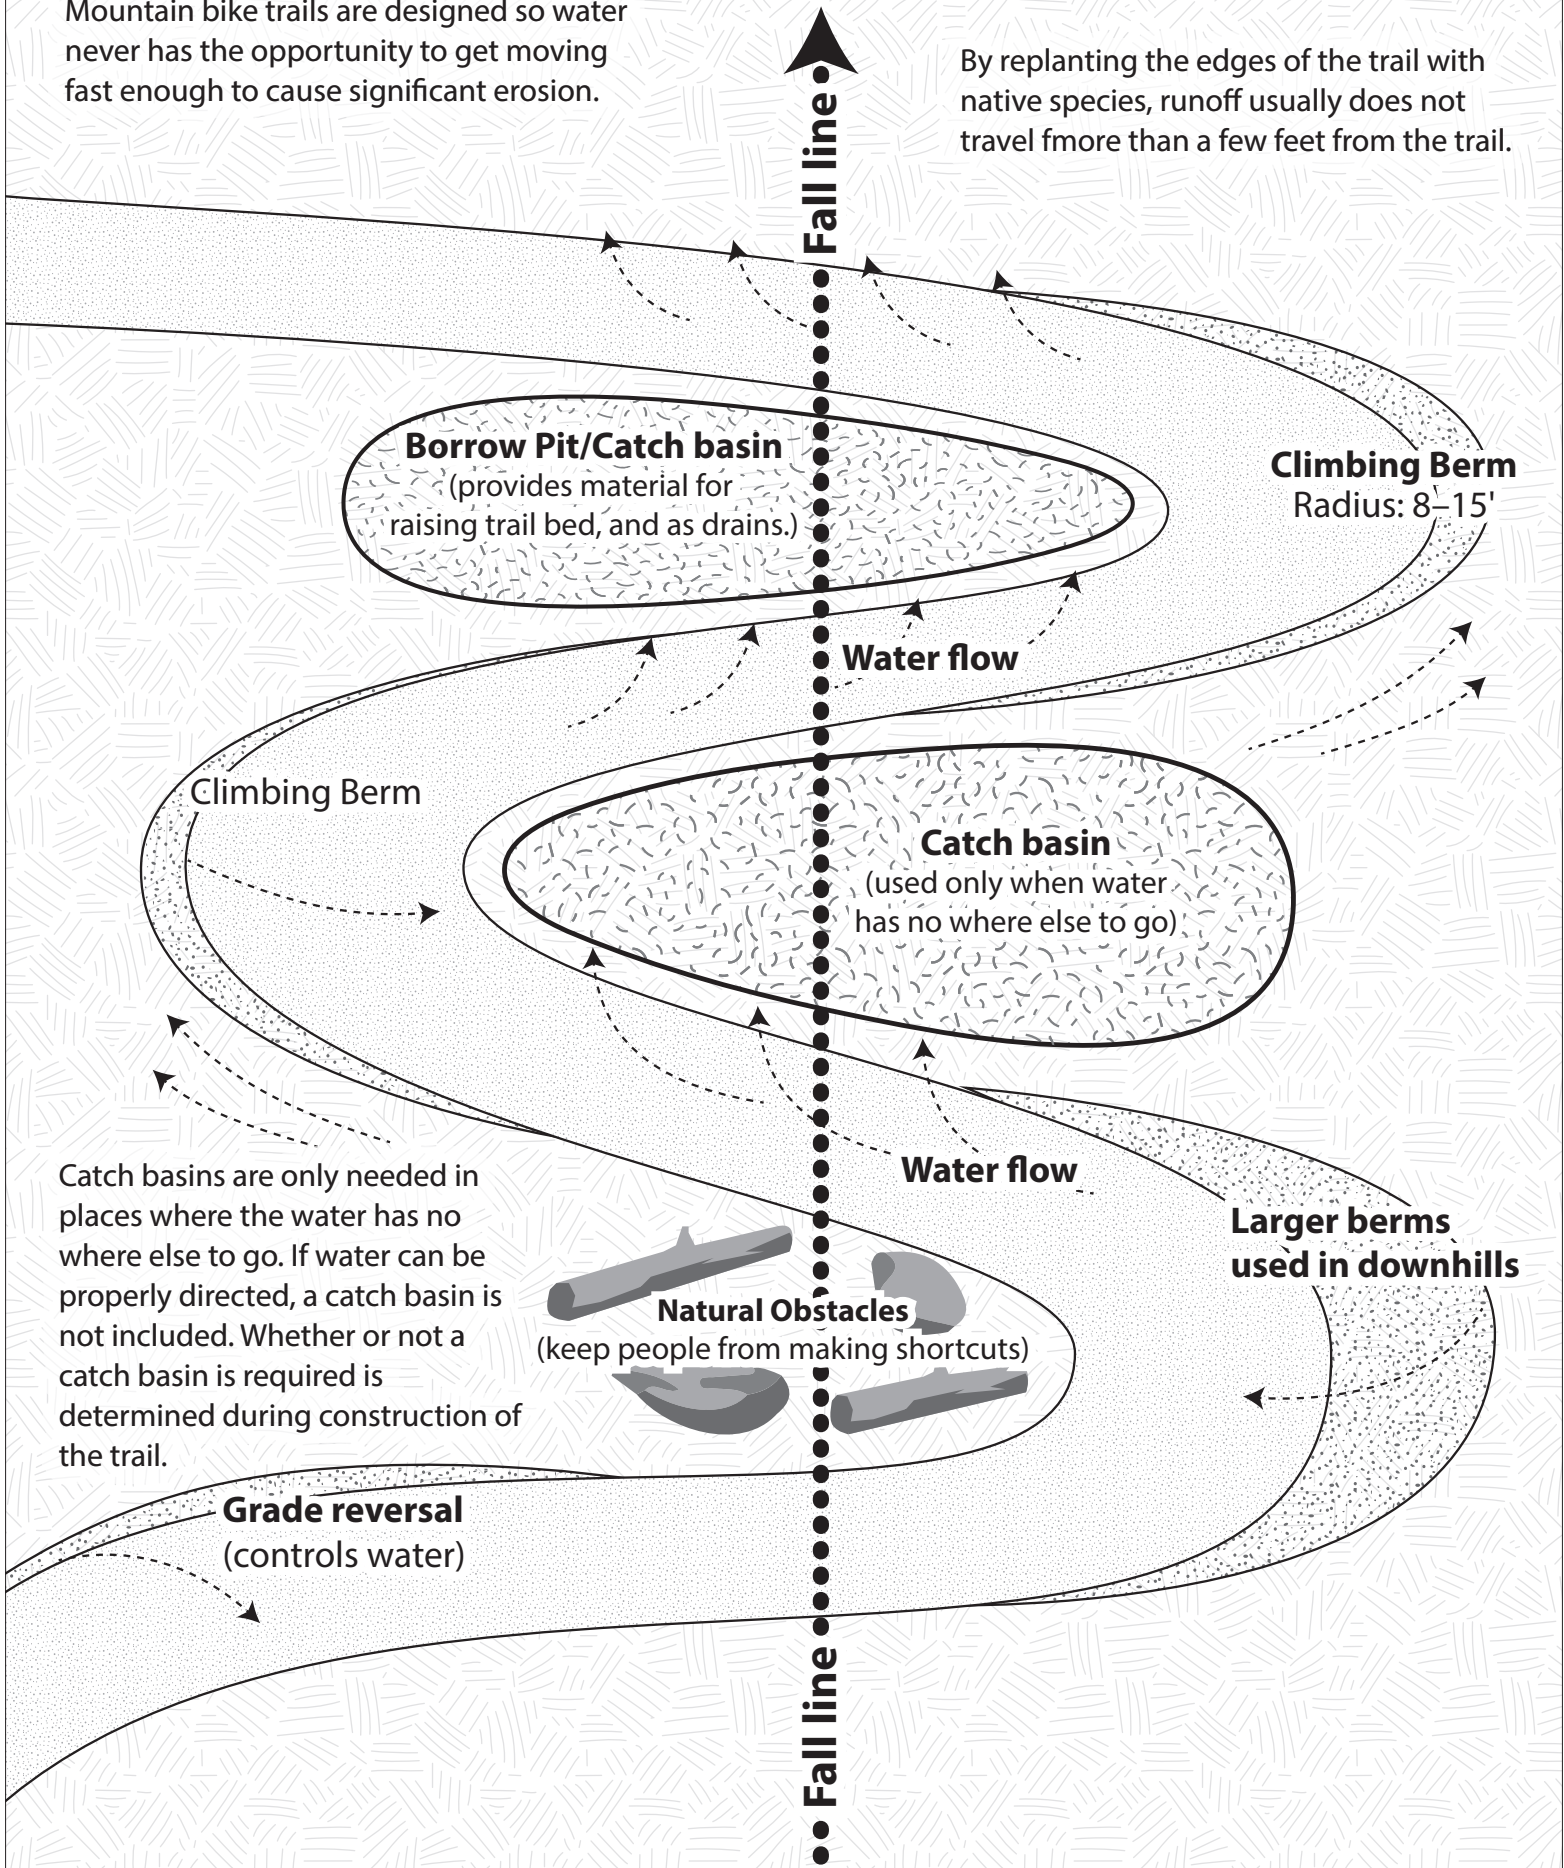 Mountain bike trails are designed so water
never has the opportunity to get moving
fast enough to cause significant erosion.
By replanting the edges of the trail with
native species, runoff usually does not
travel fmore than a few feet from the trail.
Fall line
Borrow Pit/Catch basin
(provides material for
raising trail bed, and as drains.)
Climbing Berm
Radius: 8–15'
Water flow
Climbing Berm
Catch basin
(used only when water
has no where else to go)
Water flow
Catch basins are only needed in
places where the water has no
where else to go. If water can be
properly directed, a catch basin is
not included. Whether or not a
catch basin is required is
determined during construction of
the trail.
Larger berms
used in downhills
Natural Obstacles
(keep people from making shortcuts)
Grade reversal
(controls water)
Fall line